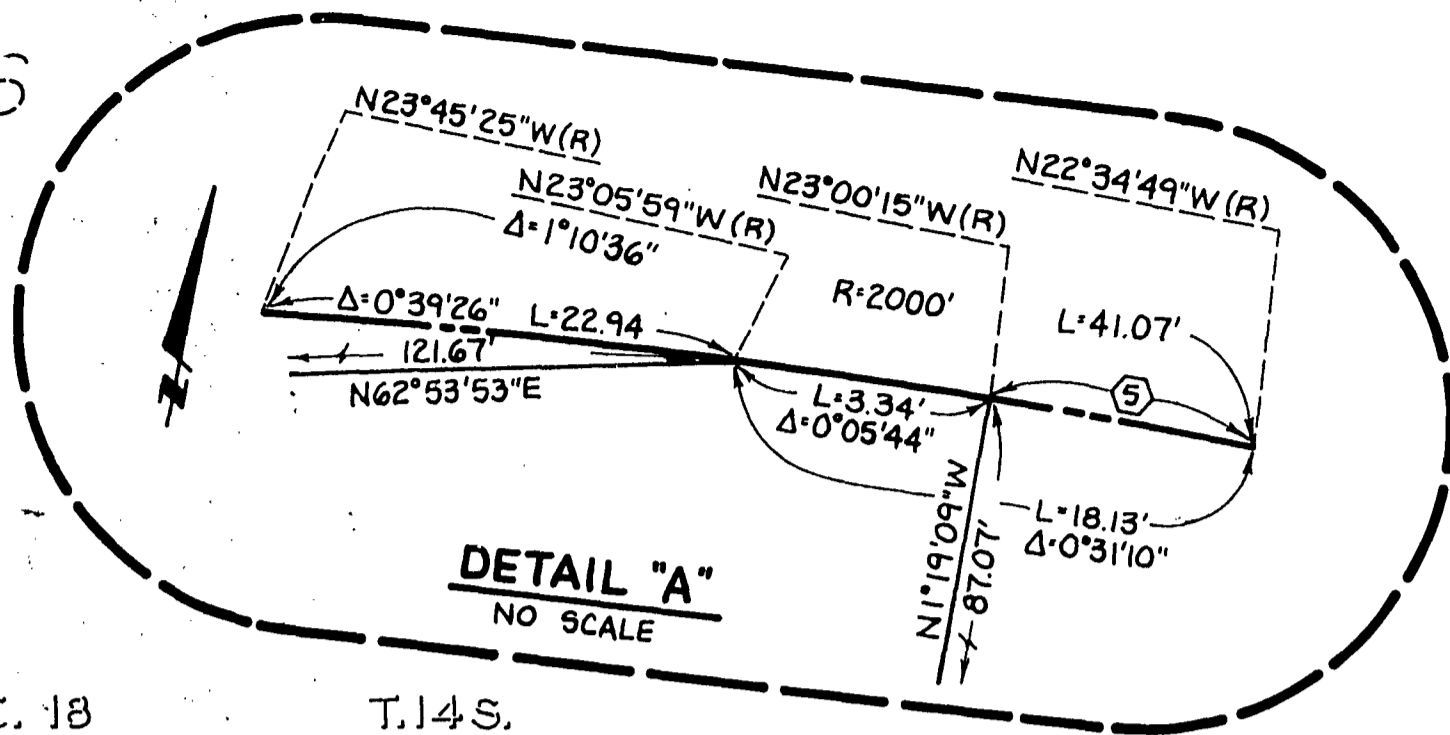 N23°45'25"W(R)
N23°05'59"W(R)
Δ=1°10'36"
N23°00'15"W(R)
N22°34'49"W(R)
Δ=0°39'26"
L=22.94
R=2000'
L=41.07'
121.67'
N62°53'53"E
L=3.34'
Δ=0°05'44"
5
N1°19'09"W
87.07'
L=18.13'
Δ=0°31'10"
N
DETAIL "A"
NO SCALE
18
T.14S.